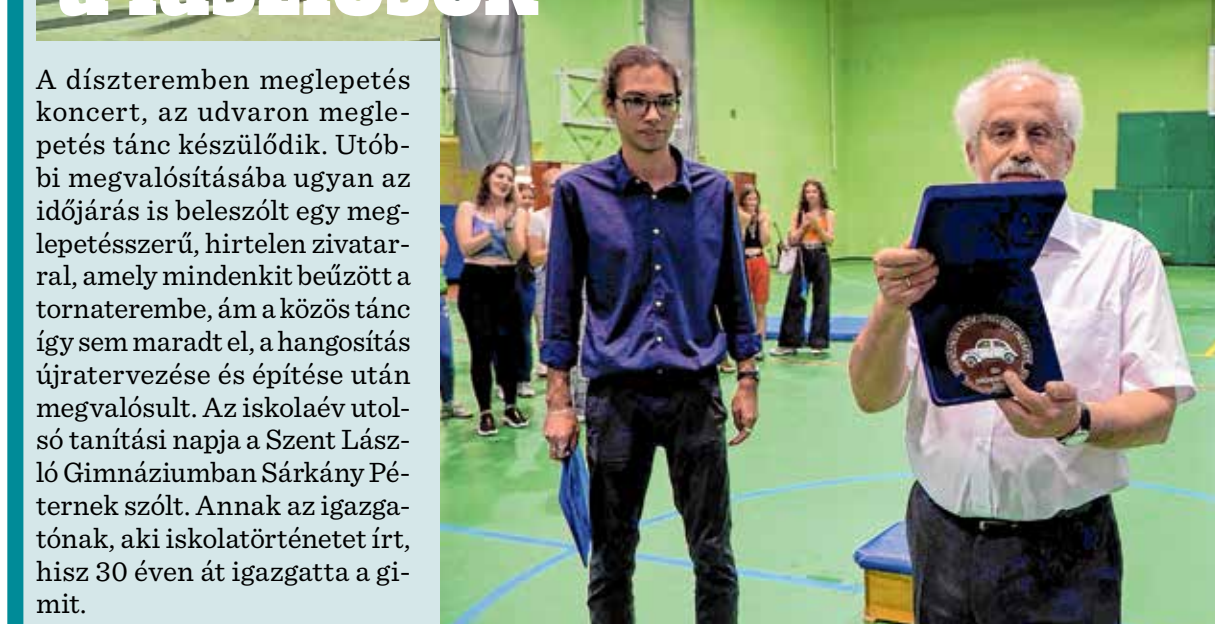 A díszteremben meglepetés
koncert, az udvaron megle-
petés tánc készülődik. Utób-
bi megvalósításába ugyan az
időjárás is beleszólt egy meg-
lepetésszerű, hirtelen zivatar-
ral, amely mindenkit beűzött a
tornaterembe, ám a közös tánc
így sem maradt el, a hangosítás
újratervezése és építése után
megvalósult. Az iskolaév utol-
só tanítási napja a Szent Lász-
ló Gimnáziumban Sárkány Pé-
ternek szólt. Annak az igazga-
tónak, aki iskolatörténetet írt,
hisz 30 éven át igazgatta a gi-
mit.